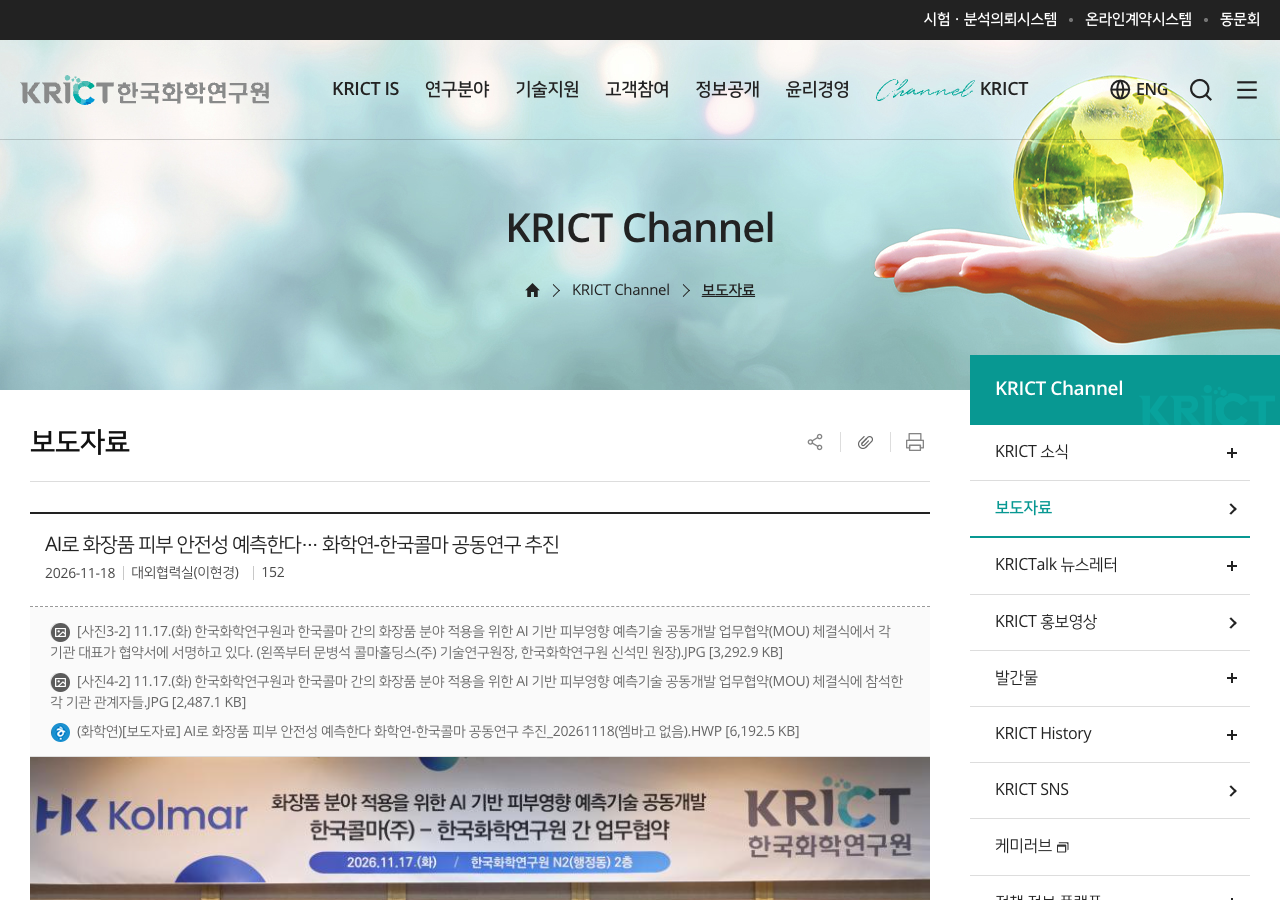 시험 · 분석의뢰시스템
온라인계약시스템
동문회
KRICT 한국화학연구원
KRICT IS
연구분야
기술지원
고객참여
정보공개
윤리경영
Channel KRICT
ENG
KRICT Channel
KRICT Channel
보도자료
KRICT Channel
KRICT
보도자료
KRICT 소식
보도자료
KRICTalk 뉴스레터
KRICT 홍보영상
발간물
KRICT History
KRICT SNS
케미러브
AI로 화장품 피부 안전성 예측한다… 화학연-한국콜마 공동연구 추진
2026-11-18
대외협력실(이현경)
152
[사진3-2] 11.17.(화) 한국화학연구원과 한국콜마 간의 화장품 분야 적용을 위한 AI 기반 피부영향 예측기술 공동개발 업무협약(MOU) 체결식에서 각
기관 대표가 협약서에 서명하고 있다. (왼쪽부터 문병석 콜마홀딩스(주) 기술연구원장, 한국화학연구원 신석민 원장).JPG [3,292.9 KB]
[사진4-2] 11.17.(화) 한국화학연구원과 한국콜마 간의 화장품 분야 적용을 위한 AI 기반 피부영향 예측기술 공동개발 업무협약(MOU) 체결식에 참석한
각 기관 관계자들.JPG [2,487.1 KB]
(화학연)[보도자료] AI로 화장품 피부 안전성 예측한다 화학연-한국콜마 공동연구 추진_20261118(엠바고 없음).HWP [6,192.5 KB]
HK Kolmar
화장품 분야 적용을 위한 AI 기반 피부영향 예측기술 공동개발
한국콜마(주) – 한국화학연구원 간 업무협약
2026.11.17.(화) / 한국화학연구원 N2(행정동) 2층
KRICT
한국화학연구원